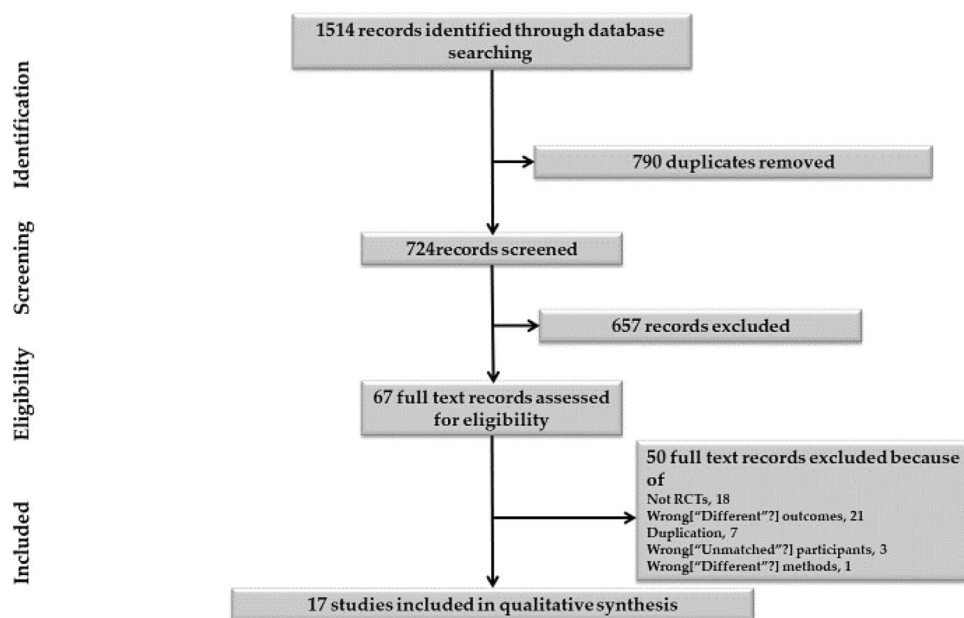 1514 records identified through database
searching
Identification
790 duplicates removed
Screening
724records screened
657 records excluded
Eligibility
67 full text records assessed
for eligibility
50 full text records excluded because
of
Not RCTs, 18
Wrong[“Different”?] outcomes, 21
Duplication, 7
Wrong[“Unmatched”?] participants, 3
Wrong[“Different”?] methods, 1
Included
17 studies included in qualitative synthesis